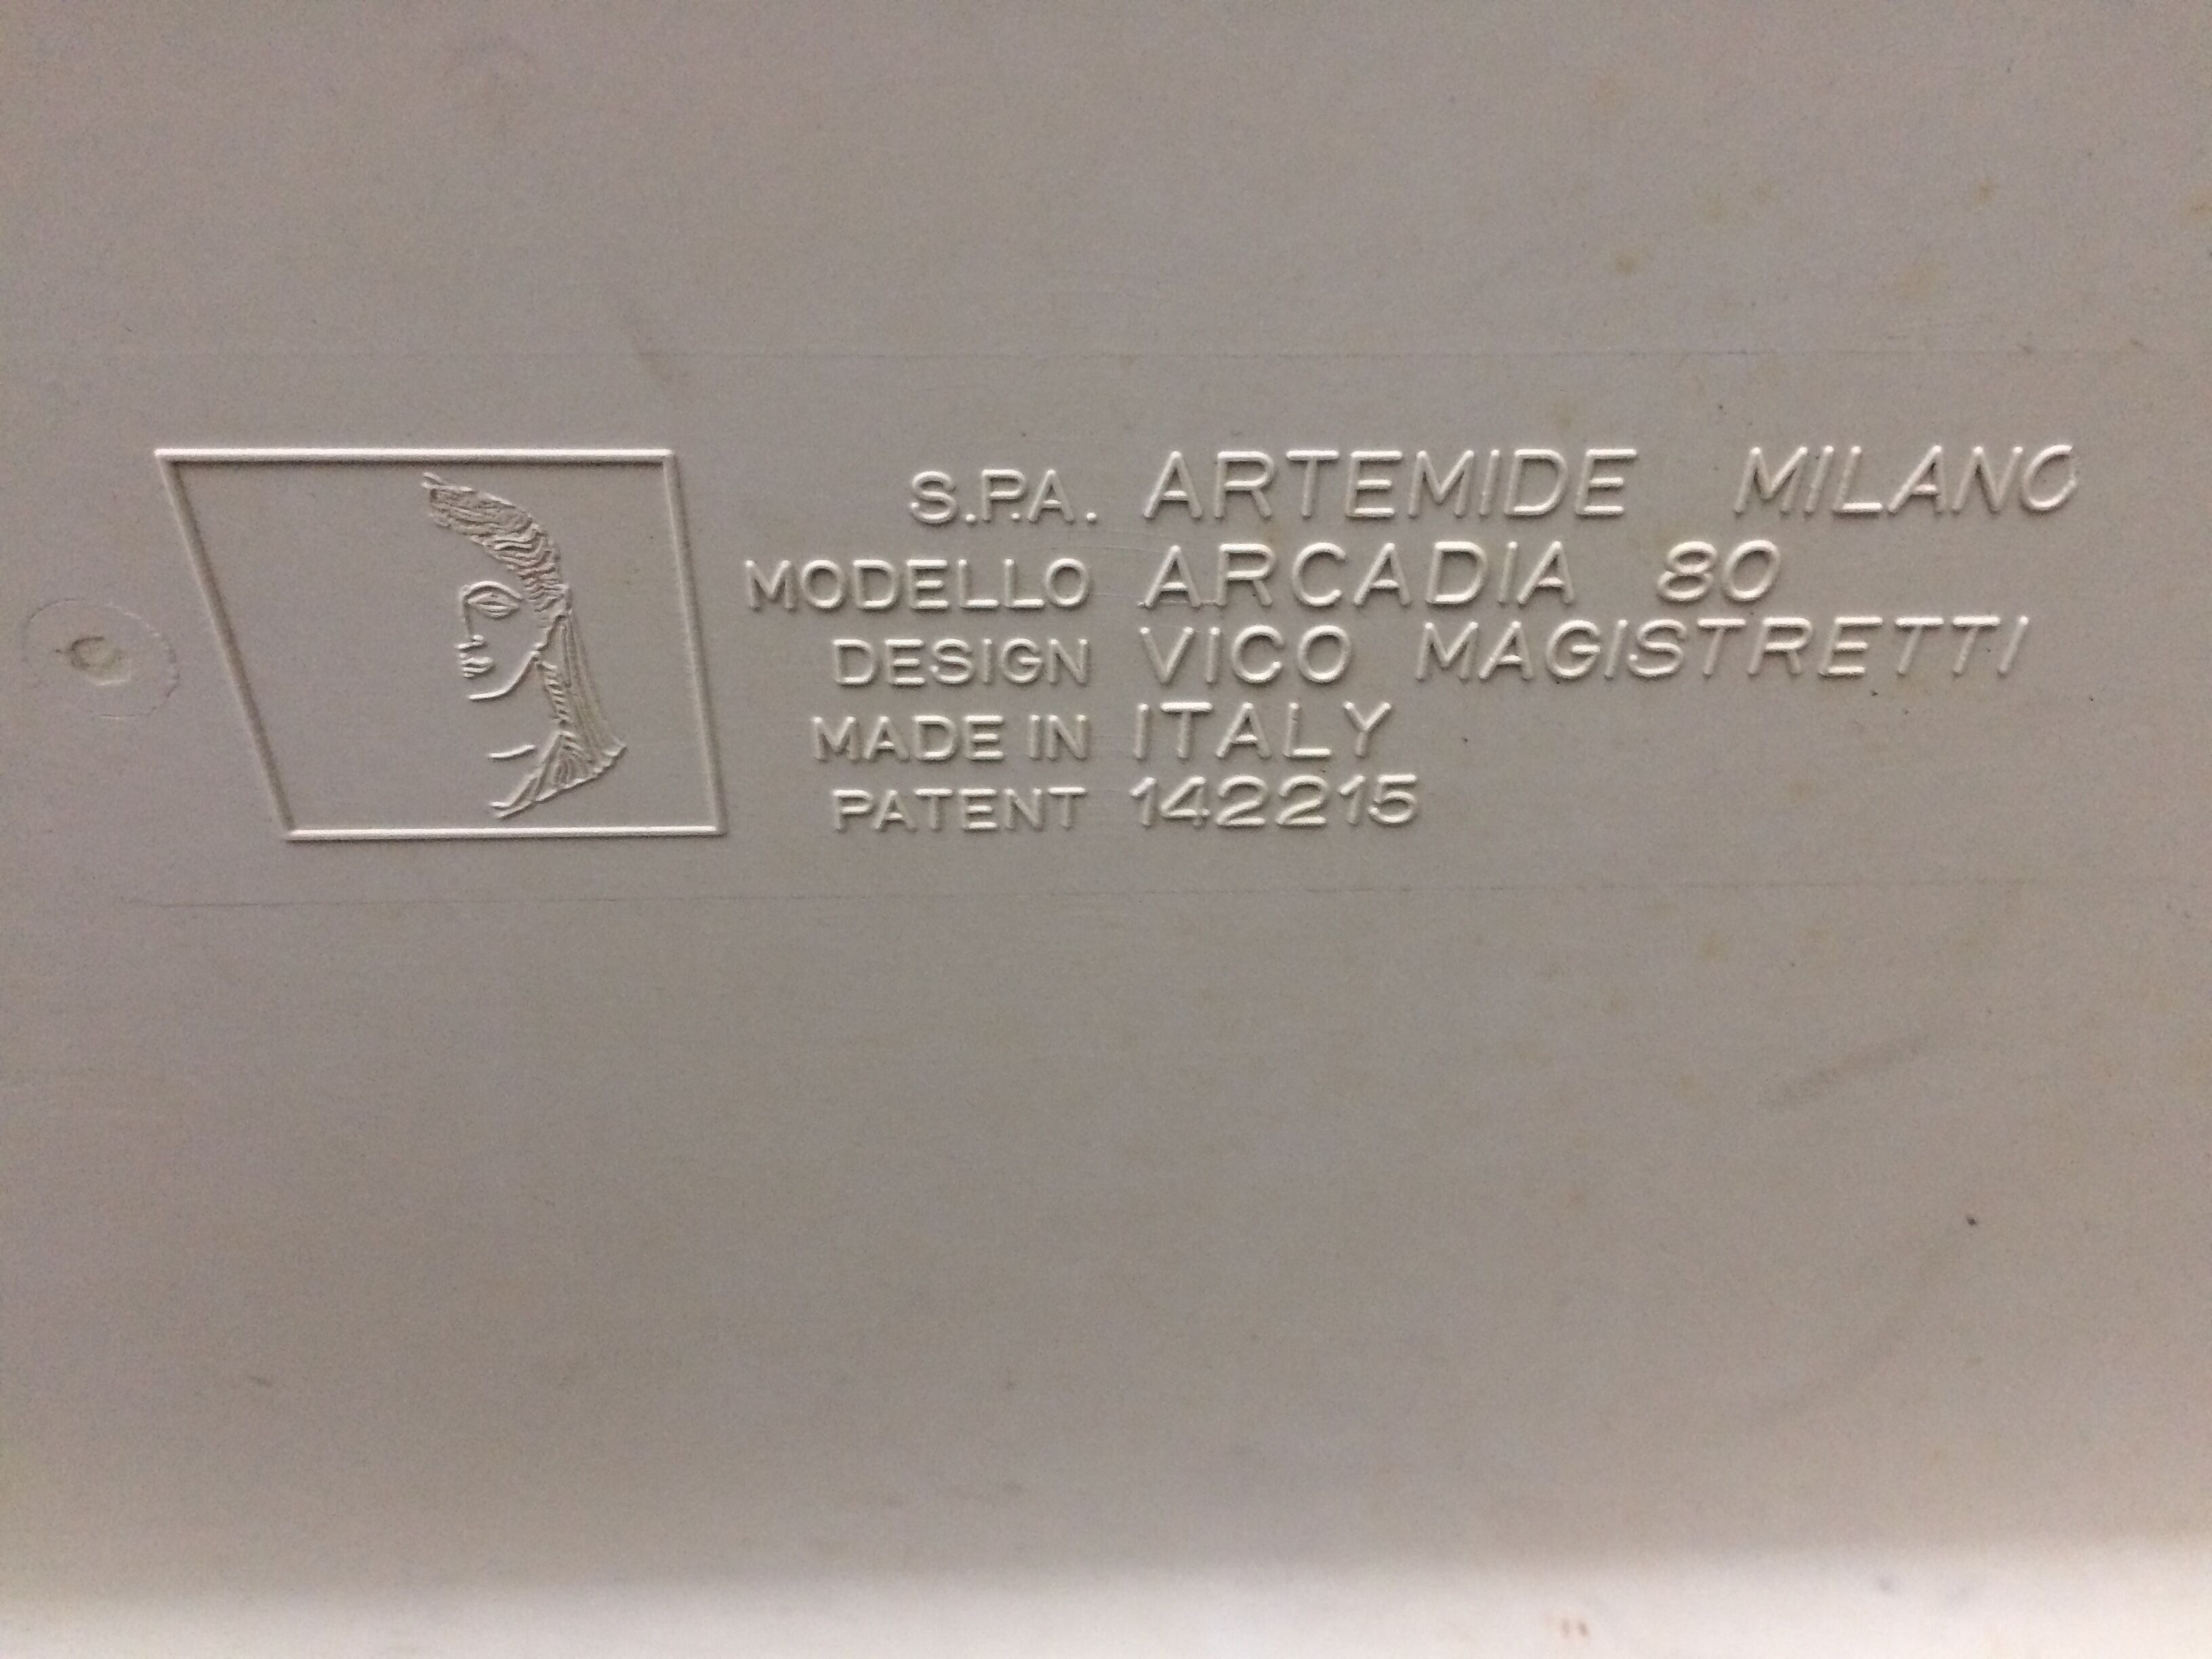 S.P.A. ARTEMIDE MILANO
MODELLO ARCADIA 80
DESIGN VICO MAGISTRETTI
MADE IN ITALY
PATENT 142215